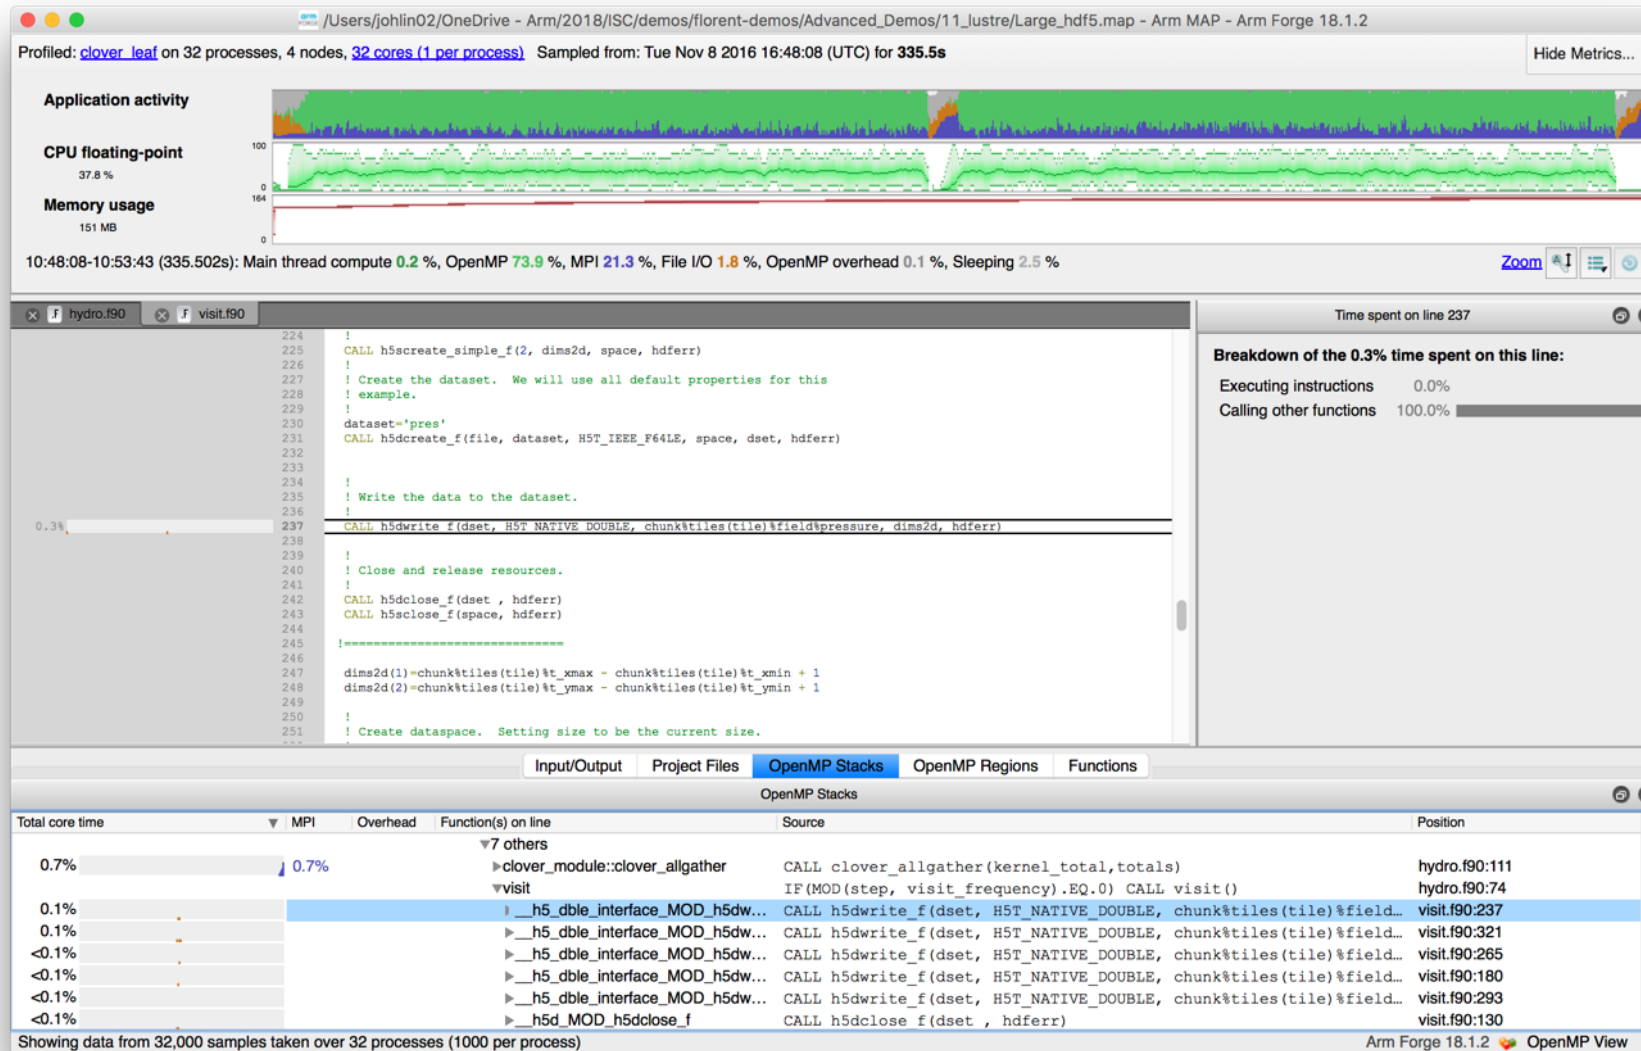 /Users/johlin02/OneDrive - Arm/2018/ISC/demos/florent-demos/Advanced_Demos/11_lustre/Large_hdf5.map - Arm MAP - Arm Forge 18.1.2
Profiled: clover_leaf on 32 processes, 4 nodes, 32 cores (1 per process) Sampled from: Tue Nov 8 2016 16:48:08 (UTC) for 335.5s
Hide Metrics...
Application activity
CPU floating-point
37.8 %
100
0
Memory usage
151 MB
164
0
10:48:08-10:53:43 (335.502s): Main thread compute 0.2 %, OpenMP 73.9 %, MPI 21.3 %, File I/O 1.8 %, OpenMP overhead 0.1 %, Sleeping 2.5 %
Zoom
hydro.f90 visit.f90
224 !
225 CALL h5screate_simple_f(2, dims2d, space, hdferr)
226 !
227 ! Create the dataset. We will use all default properties for this
228 ! example.
229 !
230 dataset='pres'
231 CALL h5dcreate_f(file, dataset, H5T_IEEE_F64LE, space, dset, hdferr)
232
233
234 !
235 ! Write the data to the dataset.
236 !
0.3% 237 CALL h5dwrite_f(dset, H5T_NATIVE_DOUBLE, chunk%tiles(tile)%field%pressure, dims2d, hdferr)
238
239 !
240 ! Close and release resources.
241 !
242 CALL h5dclose_f(dset , hdferr)
243 CALL h5sclose_f(space, hdferr)
244
245 !==============================
246
247 dims2d(1)=chunk%tiles(tile)%t_xmax - chunk%tiles(tile)%t_xmin + 1
248 dims2d(2)=chunk%tiles(tile)%t_ymax - chunk%tiles(tile)%t_ymin + 1
249
250 !
251 ! Create dataspace. Setting size to be the current size.
Time spent on line 237
Breakdown of the 0.3% time spent on this line:
Executing instructions 0.0%
Calling other functions 100.0%
Input/Output Project Files OpenMP Stacks OpenMP Regions Functions
OpenMP Stacks
Total core time MPI Overhead Function(s) on line Source Position
7 others
0.7% 0.7% clover_module::clover_allgather CALL clover_allgather(kernel_total,totals) hydro.f90:111
visit IF(MOD(step, visit_frequency).EQ.0) CALL visit() hydro.f90:74
0.1% __h5_dble_interface_MOD_h5dw... CALL h5dwrite_f(dset, H5T_NATIVE_DOUBLE, chunk%tiles(tile)%field... visit.f90:237
0.1% __h5_dble_interface_MOD_h5dw... CALL h5dwrite_f(dset, H5T_NATIVE_DOUBLE, chunk%tiles(tile)%field... visit.f90:321
<0.1% __h5_dble_interface_MOD_h5dw... CALL h5dwrite_f(dset, H5T_NATIVE_DOUBLE, chunk%tiles(tile)%field... visit.f90:265
<0.1% __h5_dble_interface_MOD_h5dw... CALL h5dwrite_f(dset, H5T_NATIVE_DOUBLE, chunk%tiles(tile)%field... visit.f90:180
<0.1% __h5_dble_interface_MOD_h5dw... CALL h5dwrite_f(dset, H5T_NATIVE_DOUBLE, chunk%tiles(tile)%field... visit.f90:293
<0.1% __h5d_MOD_h5dclose_f CALL h5dclose_f(dset , hdferr) visit.f90:130
Showing data from 32,000 samples taken over 32 processes (1000 per process)
Arm Forge 18.1.2 OpenMP View